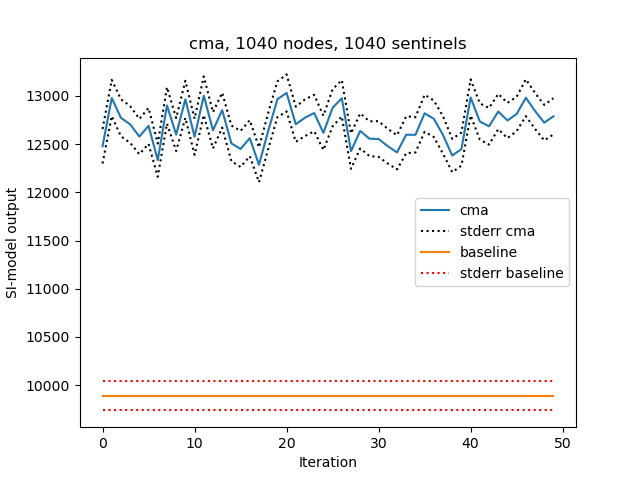 cma, 1040 nodes, 1040 sentinels
SI-model output
13000
12500
12000
11500
11000
10500
10000
cma
stderr cma
baseline
stderr baseline
0
10
20
30
40
50
Iteration